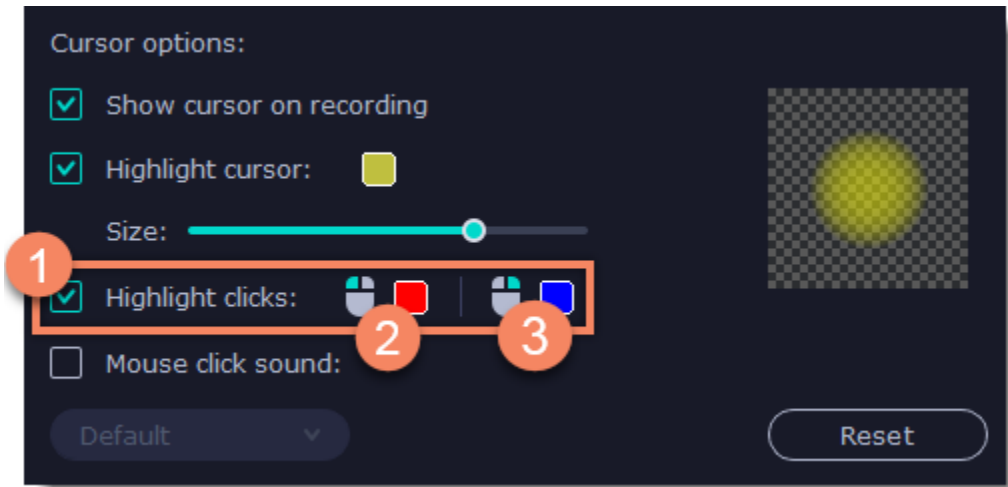 Cursor options:
Show cursor on recording
Highlight cursor:
Size:
1
Highlight clicks:
2
3
Mouse click sound:
Default
Reset